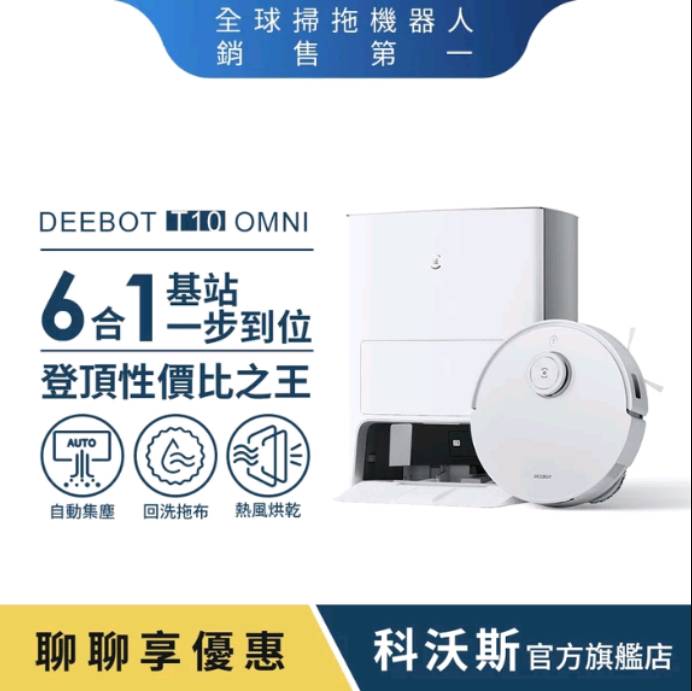 全球掃拖機器人
銷售第一
DEEBOT T10 OMNI
6合1基站
一步到位
登頂性價比之王
AUTO
自動集塵
回洗拖布
熱風烘乾
DEEBOT
聊聊享優惠
科沃斯官方旗艦店